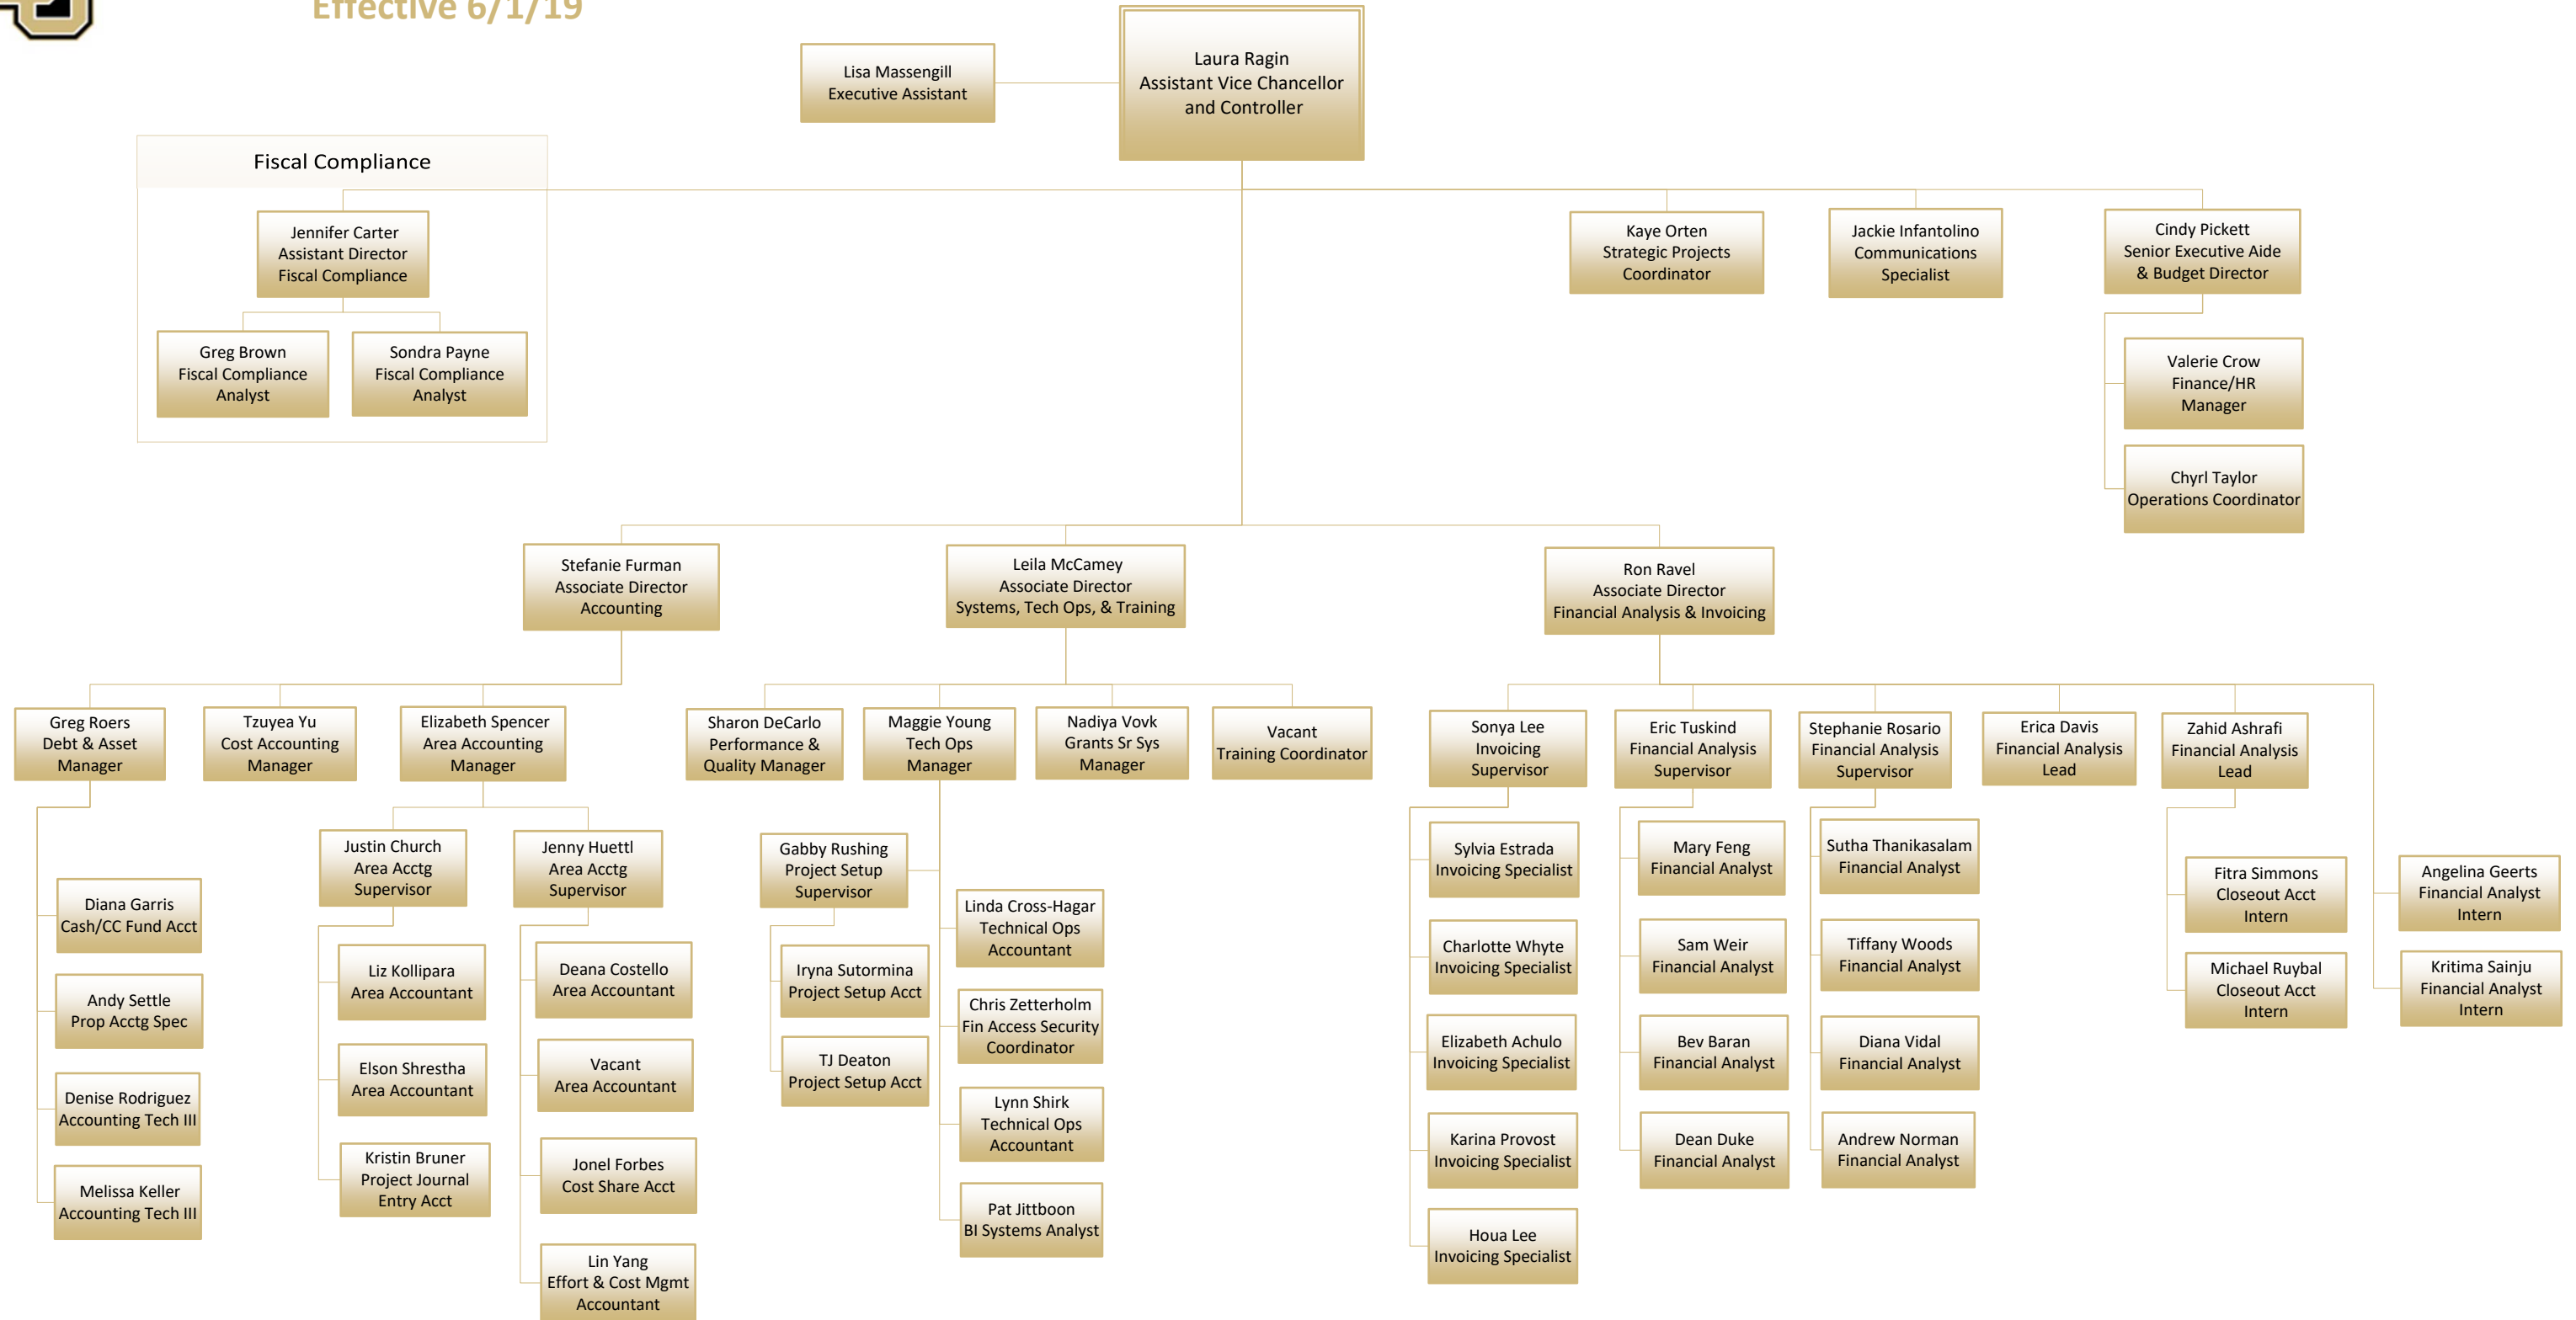 Effective 6/1/19
Laura Ragin
Assistant Vice Chancellor
and Controller
Lisa Massengill
Executive Assistant
Fiscal Compliance
Jennifer Carter
Assistant Director
Fiscal Compliance
Greg Brown
Fiscal Compliance
Analyst
Sondra Payne
Fiscal Compliance
Analyst
Kaye Orten
Strategic Projects
Coordinator
Jackie Infantolino
Communications
Specialist
Cindy Pickett
Senior Executive Aide
& Budget Director
Valerie Crow
Finance/HR
Manager
Chyrl Taylor
Operations Coordinator
Stefanie Furman
Associate Director
Accounting
Leila McCamey
Associate Director
Systems, Tech Ops, & Training
Ron Ravel
Associate Director
Financial Analysis & Invoicing
Greg Roers
Debt & Asset
Manager
Tzuyea Yu
Cost Accounting
Manager
Elizabeth Spencer
Area Accounting
Manager
Sharon DeCarlo
Performance &
Quality Manager
Maggie Young
Tech Ops
Manager
Nadiya Vovk
Grants Sr Sys
Manager
Vacant
Training Coordinator
Sonya Lee
Invoicing
Supervisor
Eric Tuskind
Financial Analysis
Supervisor
Stephanie Rosario
Financial Analysis
Supervisor
Erica Davis
Financial Analysis
Lead
Zahid Ashrafi
Financial Analysis
Lead
Diana Garris
Cash/CC Fund Acct
Andy Settle
Prop Acctg Spec
Denise Rodriguez
Accounting Tech III
Melissa Keller
Accounting Tech III
Justin Church
Area Acctg
Supervisor
Liz Kollipara
Area Accountant
Elson Shrestha
Area Accountant
Kristin Bruner
Project Journal
Entry Acct
Jenny Huettl
Area Acctg
Supervisor
Deana Costello
Area Accountant
Vacant
Area Accountant
Jonel Forbes
Cost Share Acct
Lin Yang
Effort & Cost Mgmt
Accountant
Gabby Rushing
Project Setup
Supervisor
Iryna Sutormina
Project Setup Acct
TJ Deaton
Project Setup Acct
Linda Cross-Hagar
Technical Ops
Accountant
Chris Zetterholm
Fin Access Security
Coordinator
Lynn Shirk
Technical Ops
Accountant
Pat Jittboon
BI Systems Analyst
Sylvia Estrada
Invoicing Specialist
Charlotte Whyte
Invoicing Specialist
Elizabeth Achulo
Invoicing Specialist
Karina Provost
Invoicing Specialist
Houa Lee
Invoicing Specialist
Mary Feng
Financial Analyst
Sam Weir
Financial Analyst
Bev Baran
Financial Analyst
Dean Duke
Financial Analyst
Sutha Thanikasalam
Financial Analyst
Tiffany Woods
Financial Analyst
Diana Vidal
Financial Analyst
Andrew Norman
Financial Analyst
Fitra Simmons
Closeout Acct
Intern
Michael Ruybal
Closeout Acct
Intern
Angelina Geerts
Financial Analyst
Intern
Kritima Sainju
Financial Analyst
Intern